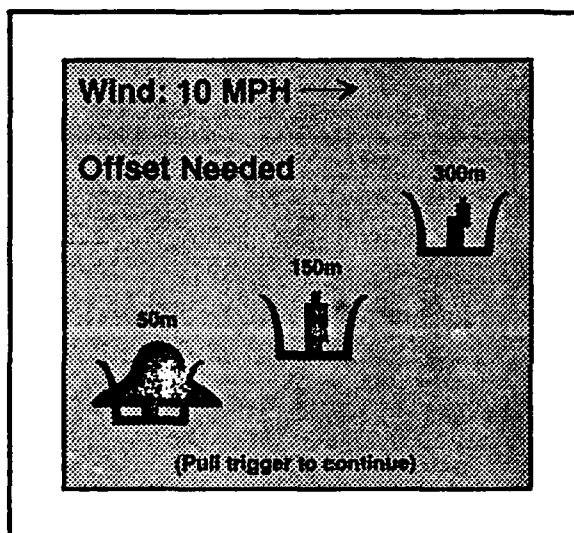 Wind: 10 MPH →
Offset Needed
300m
150m
50m
(Pull trigger to continue)